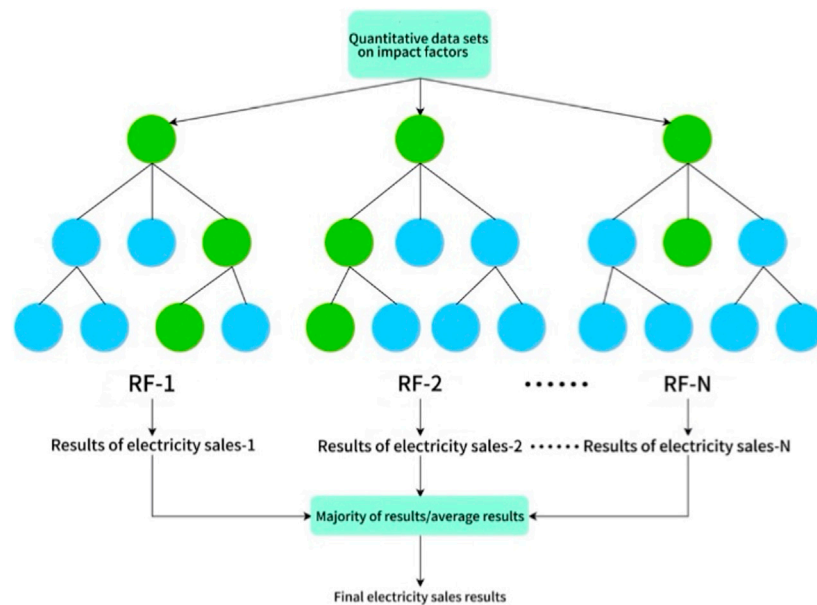 Quantitative data sets
on impact factors
RF-1
RF-2
······
RF-N
Results of electricity sales-1
Results of electricity sales-2
······
Results of electricity sales-N
Majority of results/average results
Final electricity sales results